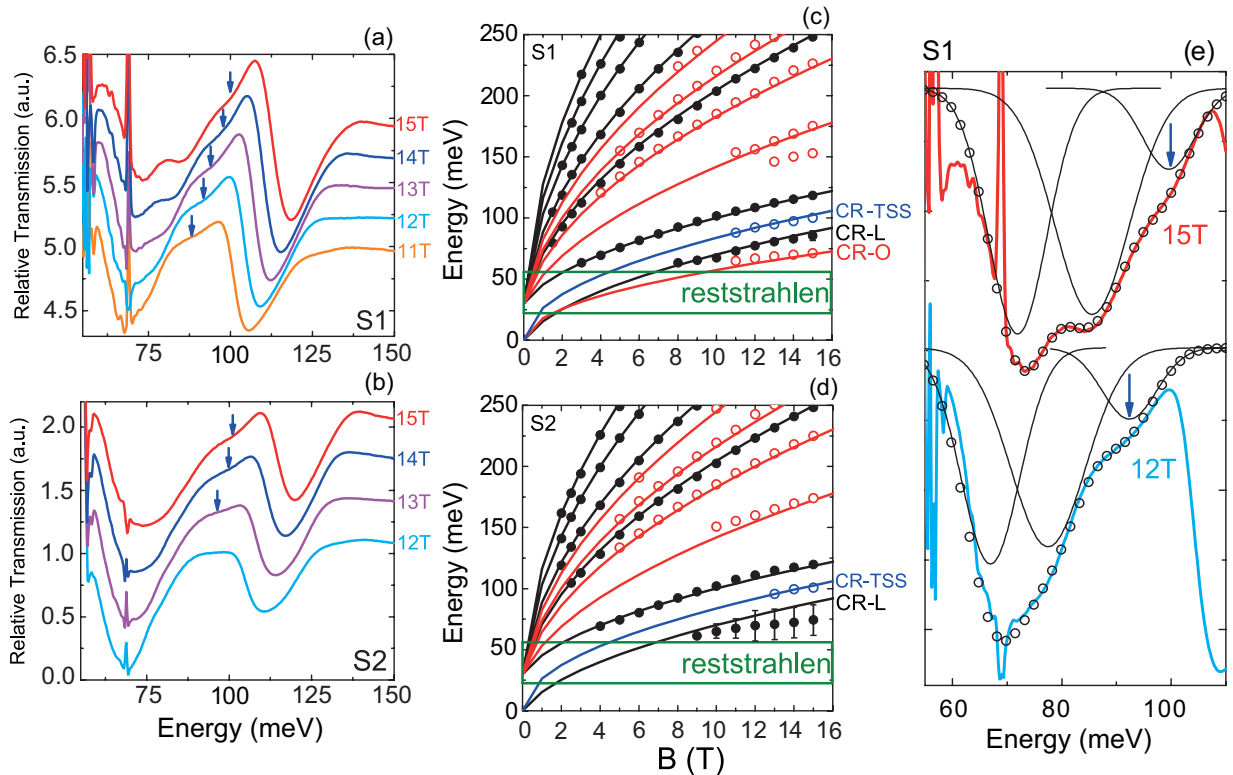 (a)
6.5
6.0
5.5
5.0
4.5
Relative Transmission (a.u.)
15T
14T
13T
12T
11T
S1
75 100 125 150
(b)
2.0
1.5
1.0
0.5
0.0
Relative Transmission (a.u.)
15T
14T
13T
12T
S2
75 100 125 150
Energy (meV)
(c)
S1
250
200
150
100
50
0
Energy (meV)
CR-TSS
CR-L
CR-O
reststrahlen
0 2 4 6 8 10 12 14 16
(d)
S2
250
200
150
100
50
0
Energy (meV)
CR-TSS
CR-L
reststrahlen
0 2 4 6 8 10 12 14 16
B (T)
S1
(e)
15T
12T
60 80 100
Energy (meV)